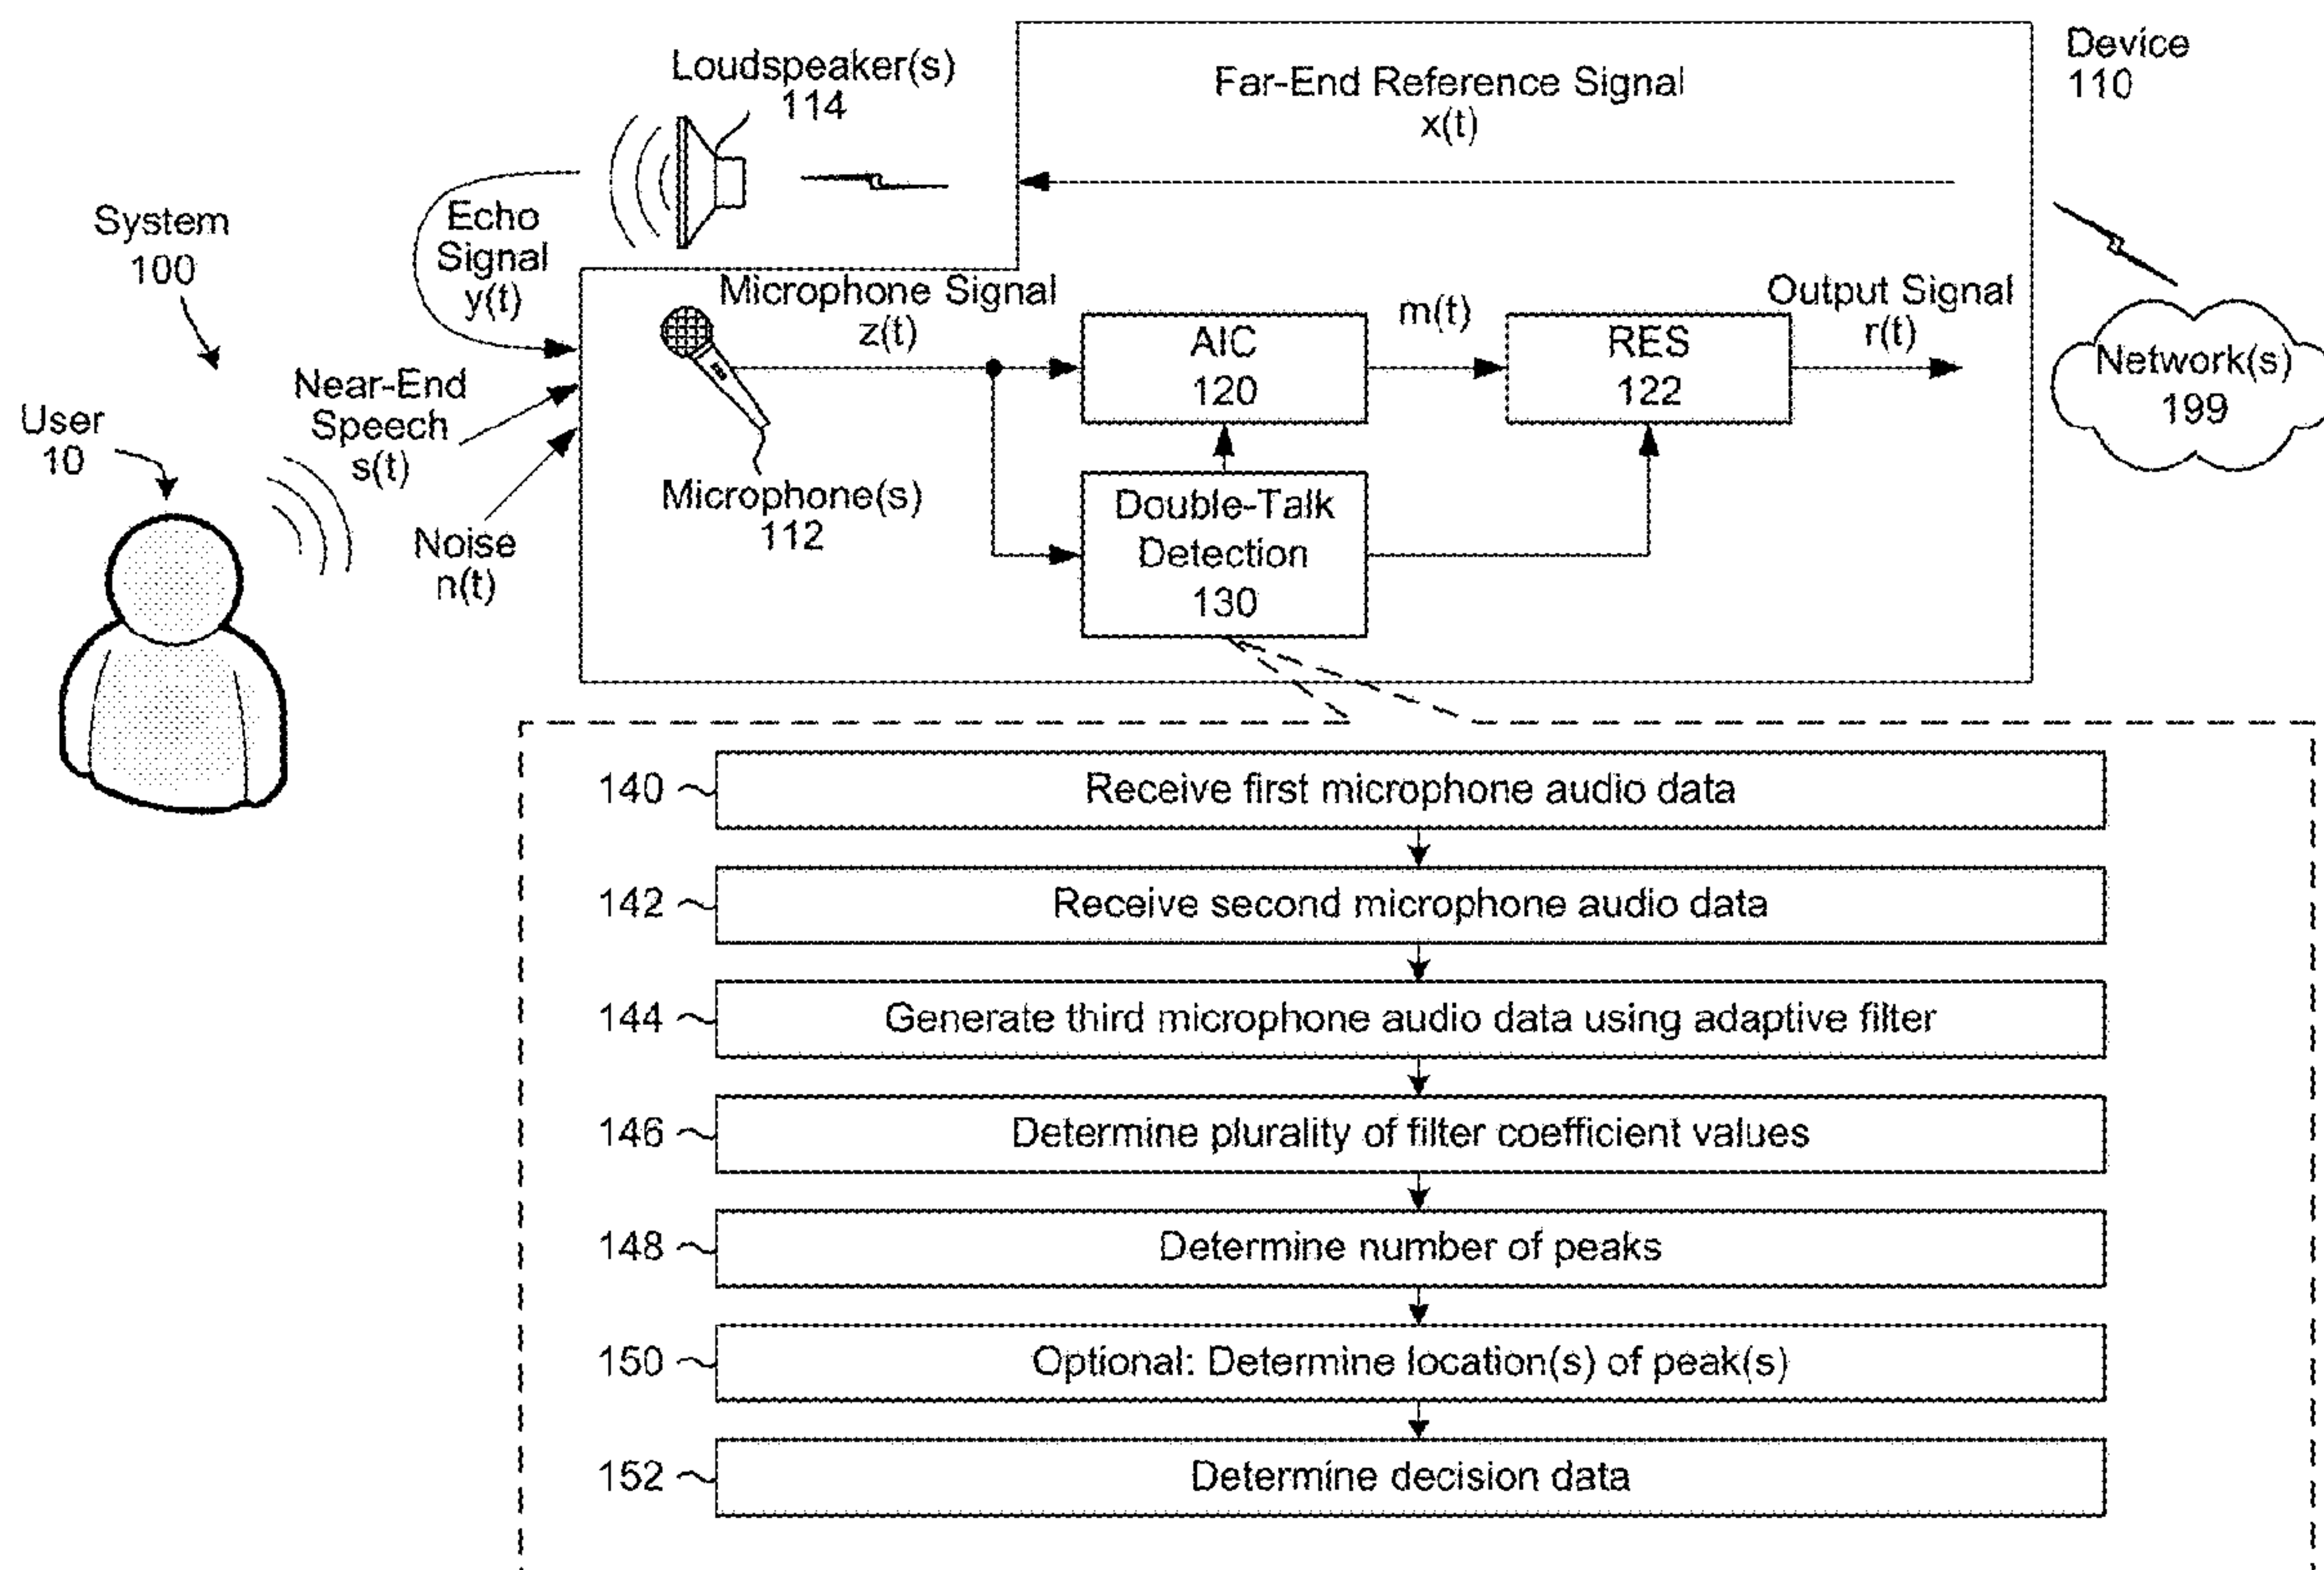 Device
110
Loudspeaker(s)
114
Far-End Reference Signal
x(t)
System
100
Echo
Signal
y(t)
Microphone Signal
z(t)
AIC
120
m(t)
RES
122
Output Signal
r(t)
Network(s)
199
Near-End
Speech
s(t)
User
10
Noise
n(t)
Microphone(s)
112
Double-Talk
Detection
130
140
Receive first microphone audio data
142
Receive second microphone audio data
144
Generate third microphone audio data using adaptive filter
146
Determine plurality of filter coefficient values
148
Determine number of peaks
150
Optional: Determine location(s) of peak(s)
152
Determine decision data